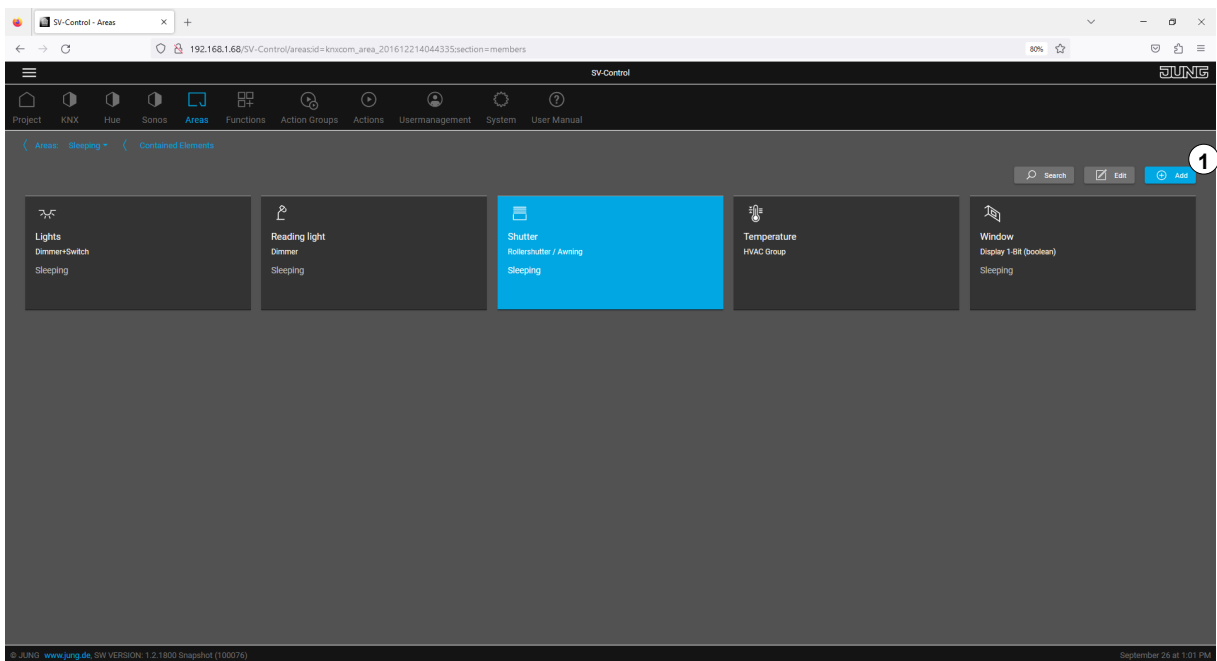 SV-Control - Areas
192.168.1.68/SV-Control/areas;id=knxcom_area_201612214044335;section=members
80%
SV-Control
JUNG
Project KNX Hue Sonos Areas Functions Action Groups Actions Usermanagement System User Manual
Areas: Sleeping Contained Elements
1
Search Edit Add
Lights
Dimmer+Switch
Sleeping
Reading light
Dimmer
Sleeping
Shutter
Rollershutter / Awning
Sleeping
Temperature
HVAC Group
Window
Display 1-Bit (boolean)
Sleeping
© JUNG www.jung.de, SW VERSION: 1.2.1800 Snapshot (100076)
September 26 at 1:01 PM